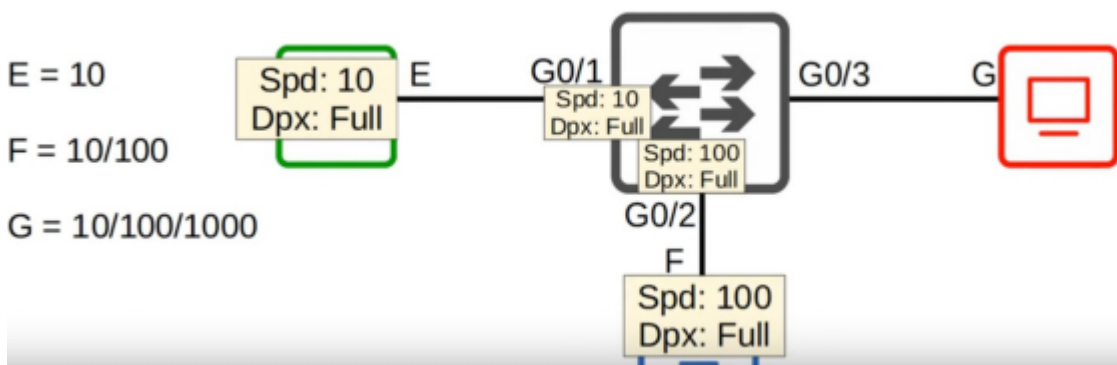 E = 10
F = 10/100
G = 10/100/1000
Spd: 10
Dpx: Full
E
G0/1
Spd: 10
Dpx: Full
Spd: 100
Dpx: Full
G0/2
F
Spd: 100
Dpx: Full
G0/3
G